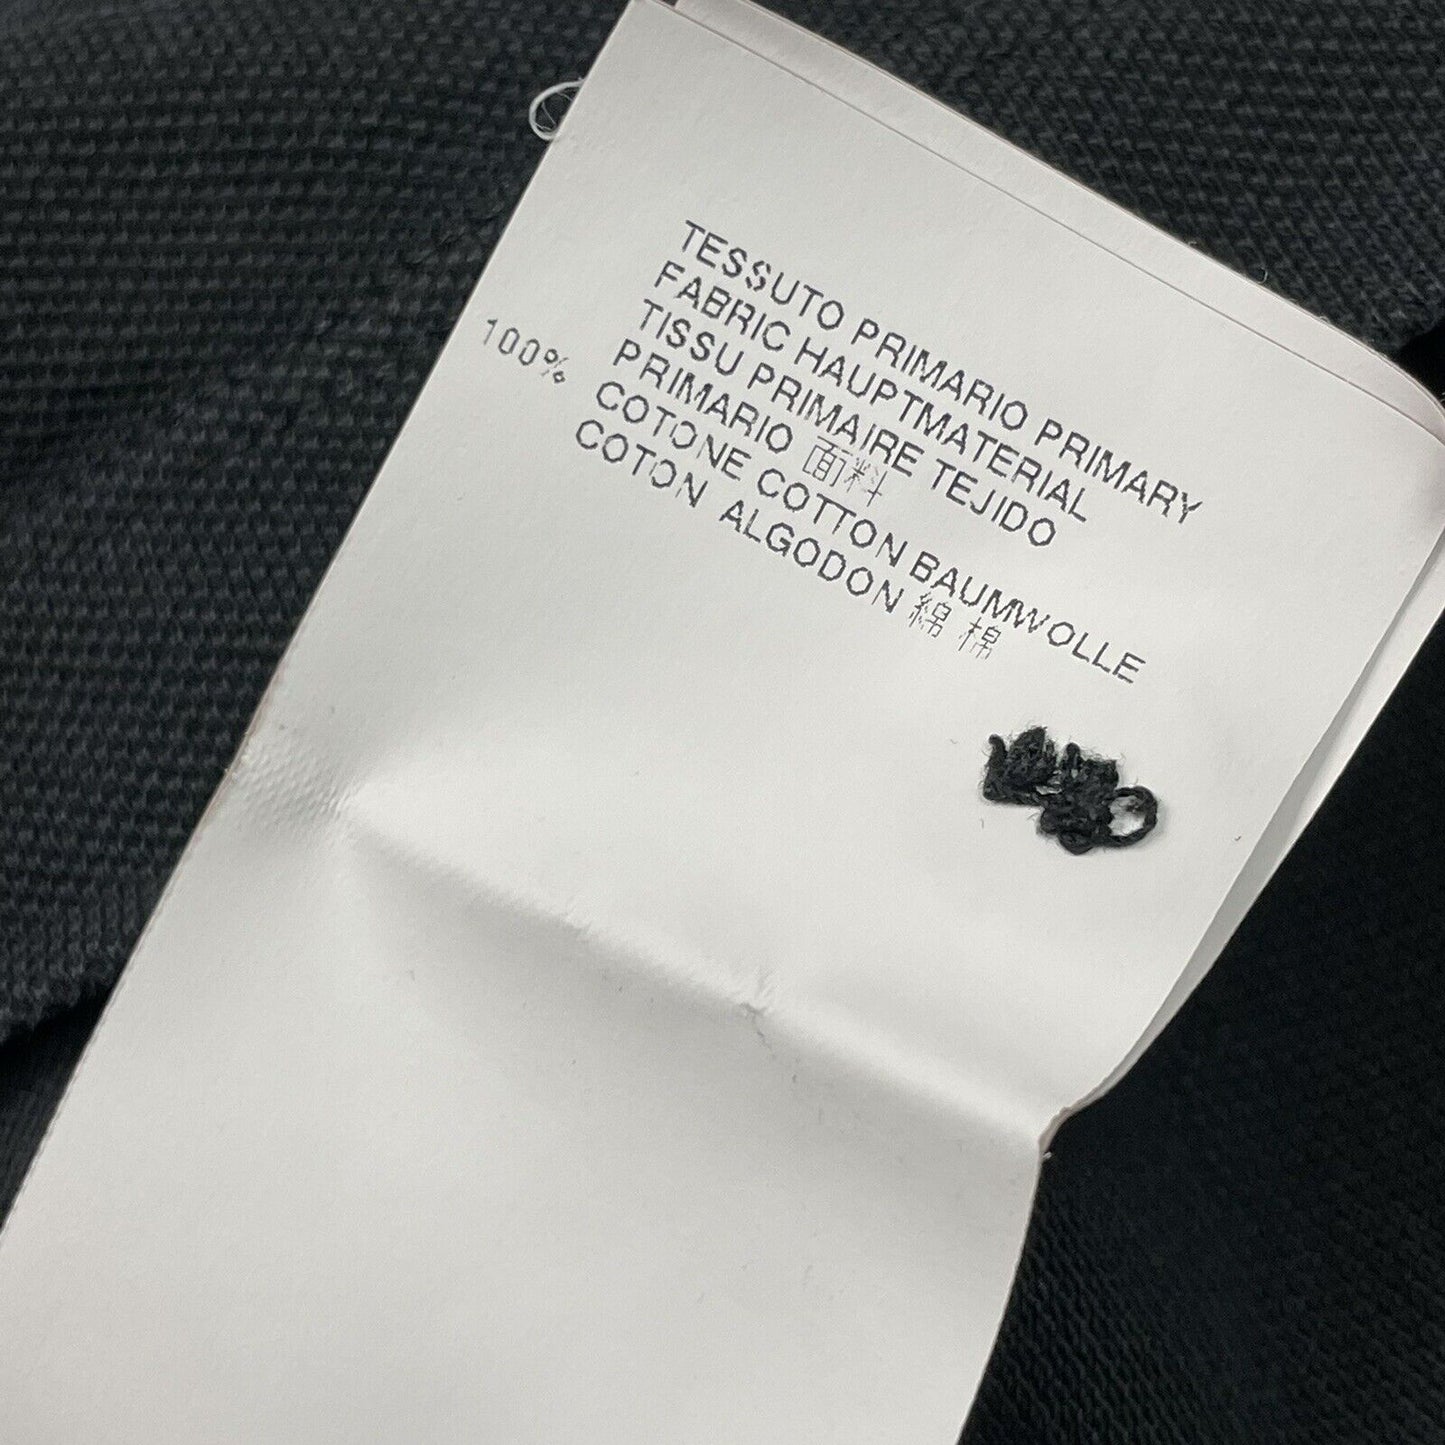 TESSUTO PRIMARIO PRIMARY
FABRIC HAUPTMATERIAL
TISSU PRIMAIRE TEJIDO
PRIMARIO 面料
100% COTONE COTTON BAUMWOLLE
COTON ALGODON 綿 棉